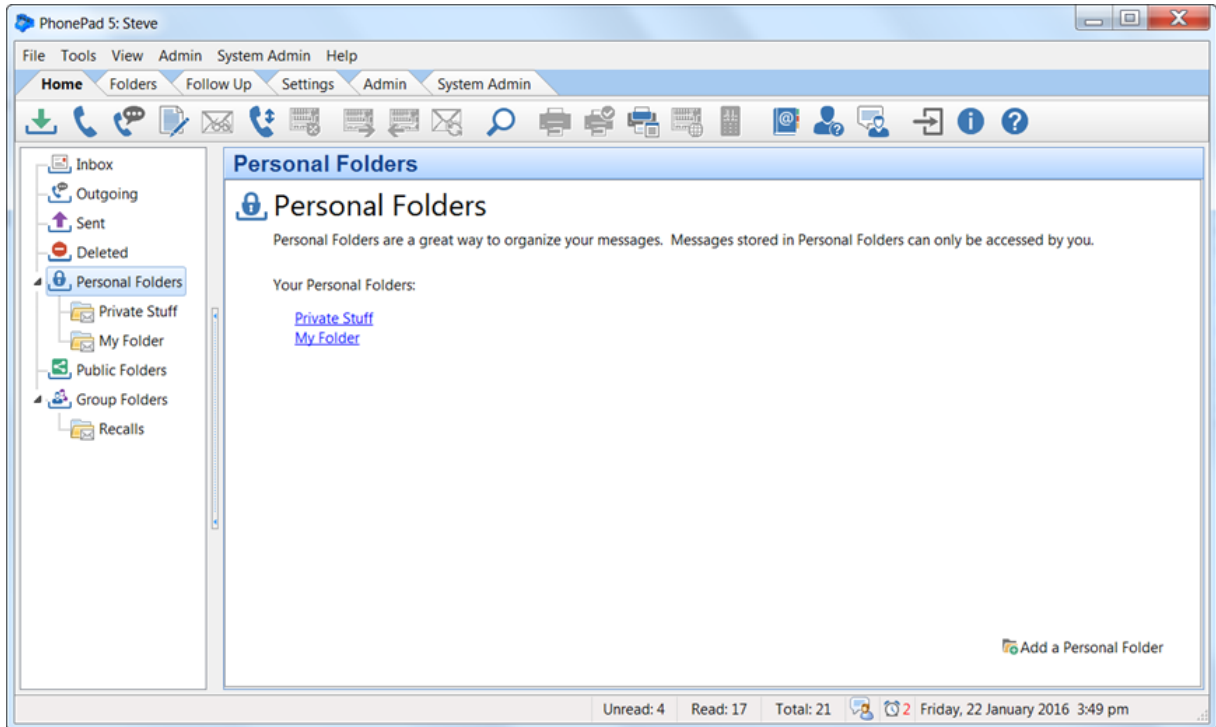 PhonePad 5: Steve
File Tools View Admin System Admin Help
Home Folders Follow Up Settings Admin System Admin
Inbox
Outgoing
Sent
Deleted
Personal Folders
Private Stuff
My Folder
Public Folders
Group Folders
Recalls
Personal Folders
Personal Folders
Personal Folders are a great way to organize your messages. Messages stored in Personal Folders can only be accessed by you.
Your Personal Folders:
Private Stuff
My Folder
Add a Personal Folder
Unread: 4 Read: 17 Total: 21 2 Friday, 22 January 2016 3:49 pm